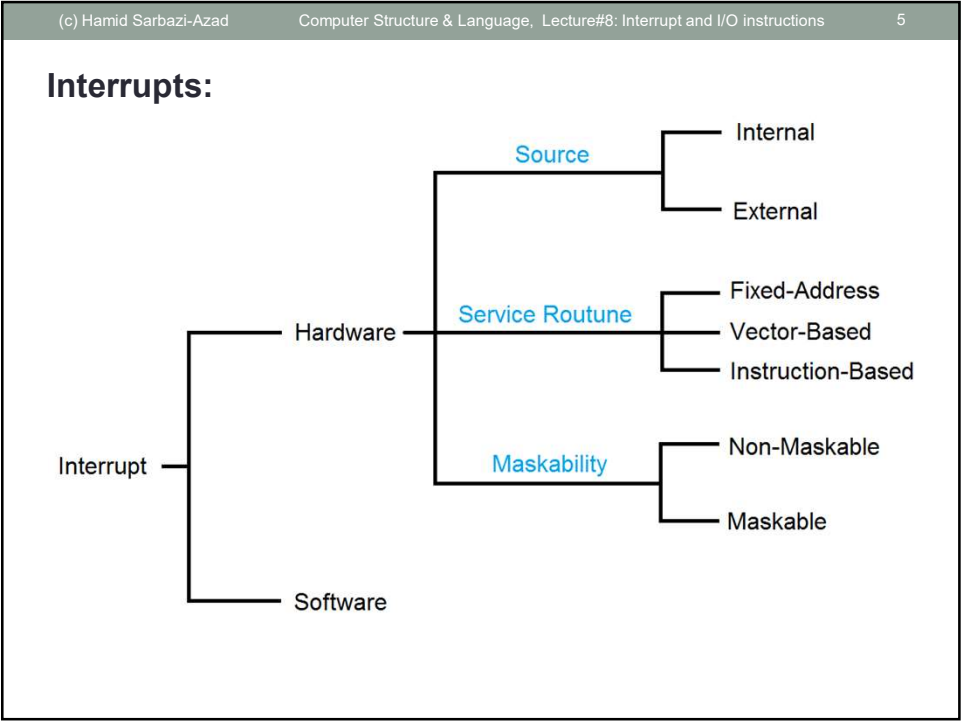 (c) Hamid Sarbazi-Azad Computer Structure & Language, Lecture#8: Interrupt and I/O instructions 5
Interrupts:
Interrupt
Hardware
Source
Internal
External
Service Routune
Fixed-Address
Vector-Based
Instruction-Based
Maskability
Non-Maskable
Maskable
Software